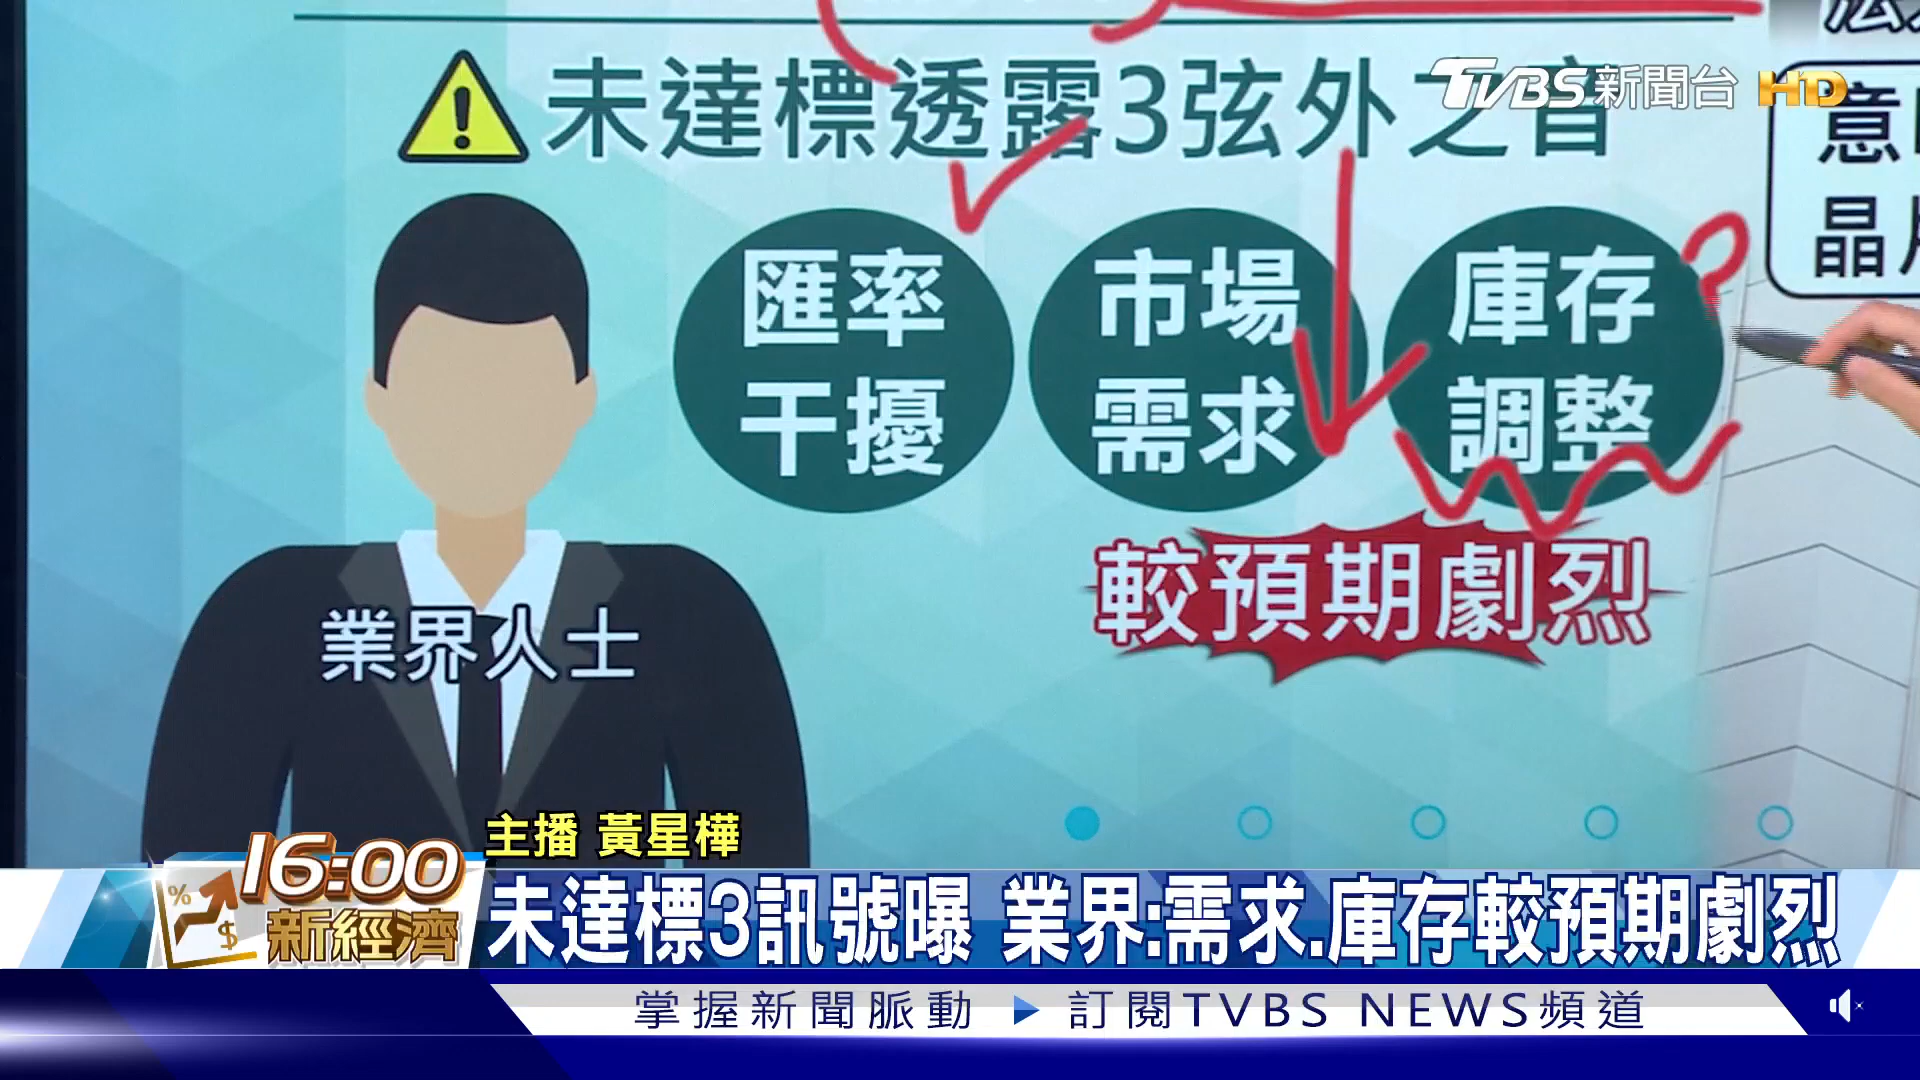 TVBS新聞台 HD
未達標透露3弦外之音
匯率
干擾
市場
需求
庫存
調整
較預期劇烈
業界人士
意
晶
主播 黃星樺
16:00
新經濟
未達標3訊號曝 業界:需求.庫存較預期劇烈
掌握新聞脈動 訂閱TVBS NEWS頻道